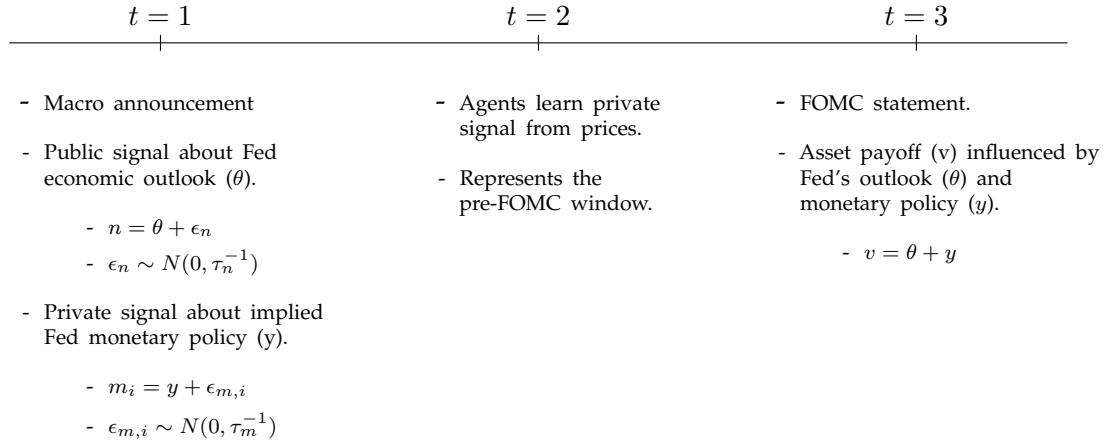 t = 1
- Macro announcement
- Public signal about Fed
economic outlook (θ).
- n = θ + ϵ_n
- ϵ_n ∼ N(0, τ_n^{-1})
- Private signal about implied
Fed monetary policy (y).
- m_i = y + ϵ_{m,i}
- ϵ_{m,i} ∼ N(0, τ_m^{-1})
t = 2
- Agents learn private
signal from prices.
- Represents the
pre-FOMC window.
t = 3
- FOMC statement.
- Asset payoff (v) influenced by
Fed's outlook (θ) and
monetary policy (y).
- v = θ + y